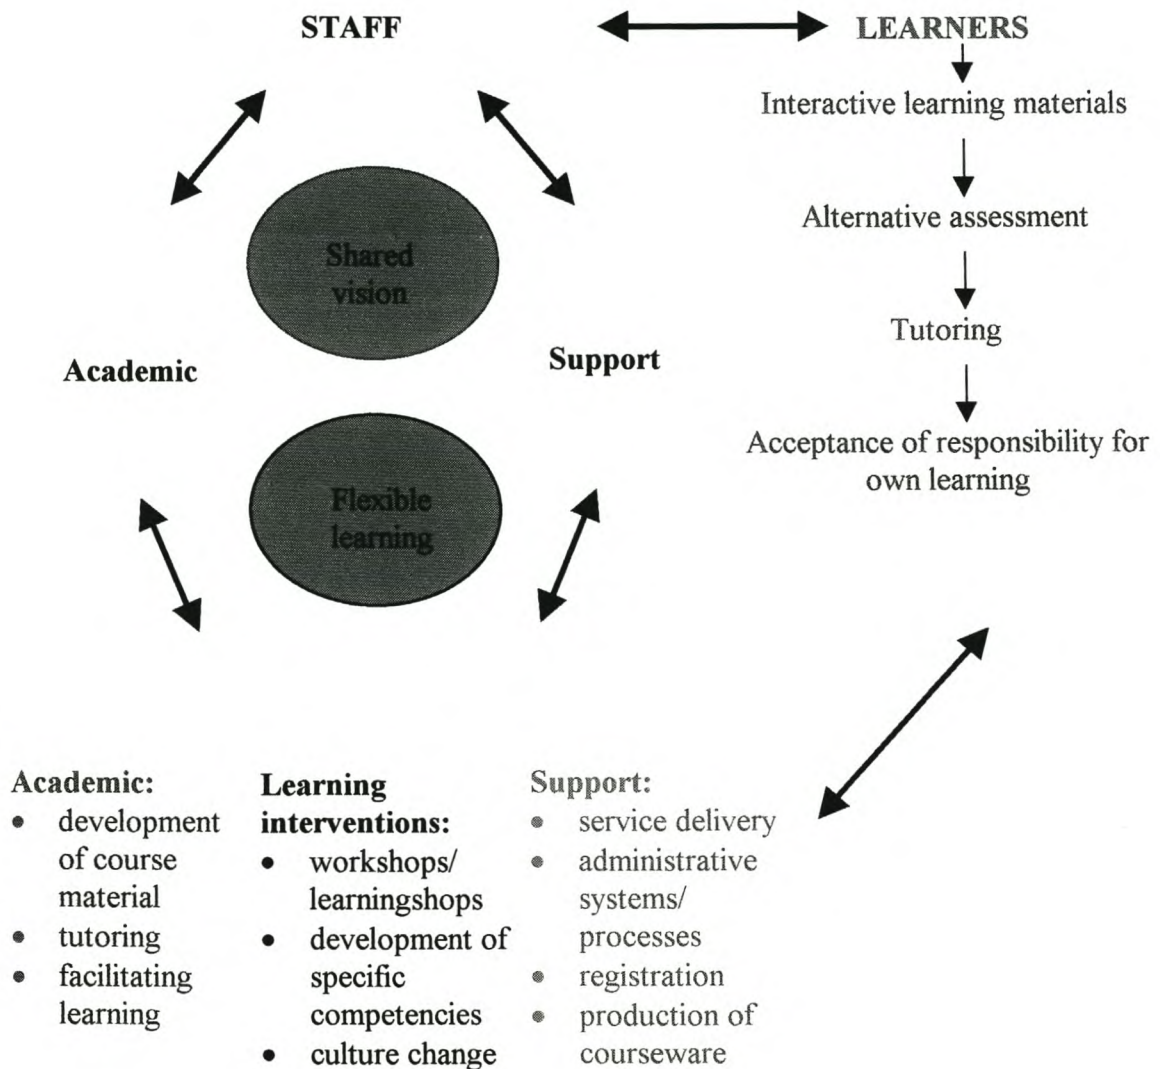 STAFF
LEARNERS
Interactive learning materials
Alternative assessment
Tutoring
Acceptance of responsibility for
own learning
Shared
vision
Academic
Support
Flexible
learning
Academic:
• development
of course
material
• tutoring
• facilitating
learning
Learning
interventions:
• workshops/
learningshops
• development of
specific
competencies
• culture change
Support:
• service delivery
• administrative
systems/
processes
• registration
• production of
courseware